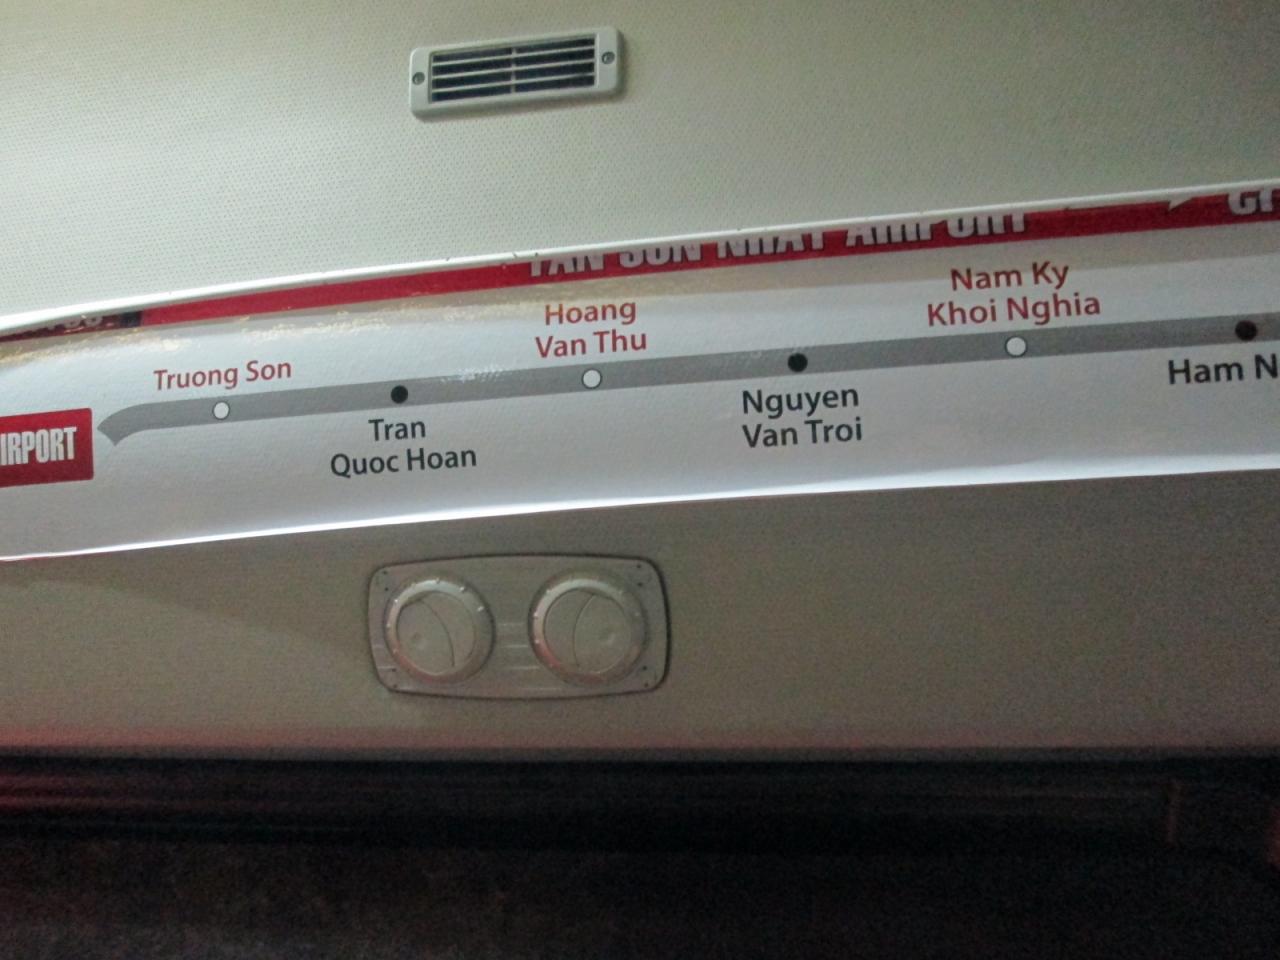 TAN SON NHAT AIRPORT
Nam Ky
Khoi Nghia
Hoang
Van Thu
Truong Son
Ham N
Nguyen
Van Troi
Tran
Quoc Hoan
IRPORT